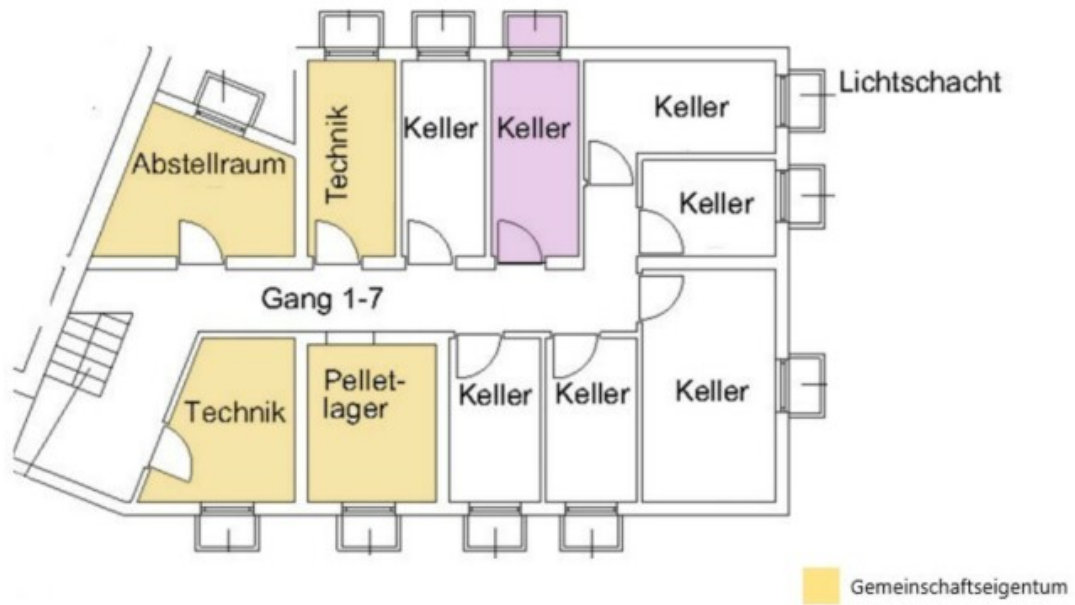 Lichtschacht
Keller
Technik
Keller
Keller
Abstellraum
Keller
Gang 1-7
Pellet-
lager
Technik
Keller
Keller
Keller
Gemeinschaftseigentum